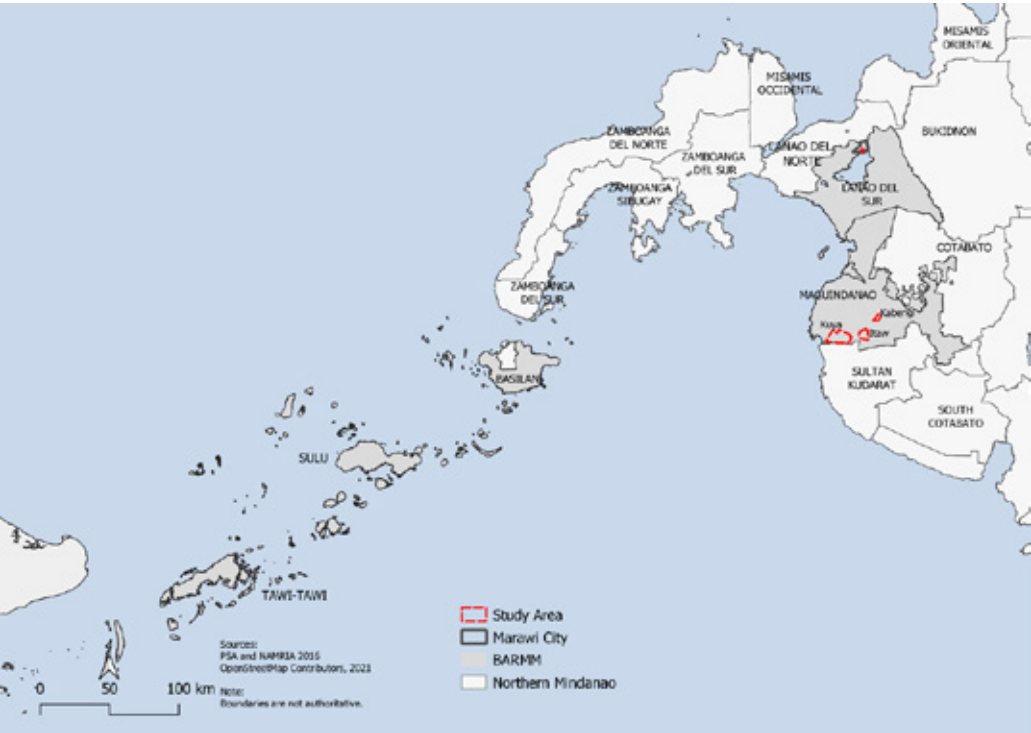 MISAMIS
ORIENTAL
MISAMIS
OCCIDENTAL
BUKIDNON
ZAMBOANGA
DEL NORTE
LANAO DEL
NORTE
ZAMBOANGA
DEL SUR
ZAMBOANGA
SIBUGAY
LANAO DEL
SUR
COTABATO
ZAMBOANGA
DEL SUR
MAGUINDANAO
Kabeng
Kuya
Itaw
BASILAN
SULTAN
KUDARAT
SOUTH
COTABATO
SULU
TAWI-TAWI
Study Area
Marawi City
BARMM
Northern Mindanao
Sources:
PSA and NAMRIA 2016
OpenStreetMap Contributors, 2021
0 50 100 km
Note:
Boundaries are not authoritative.